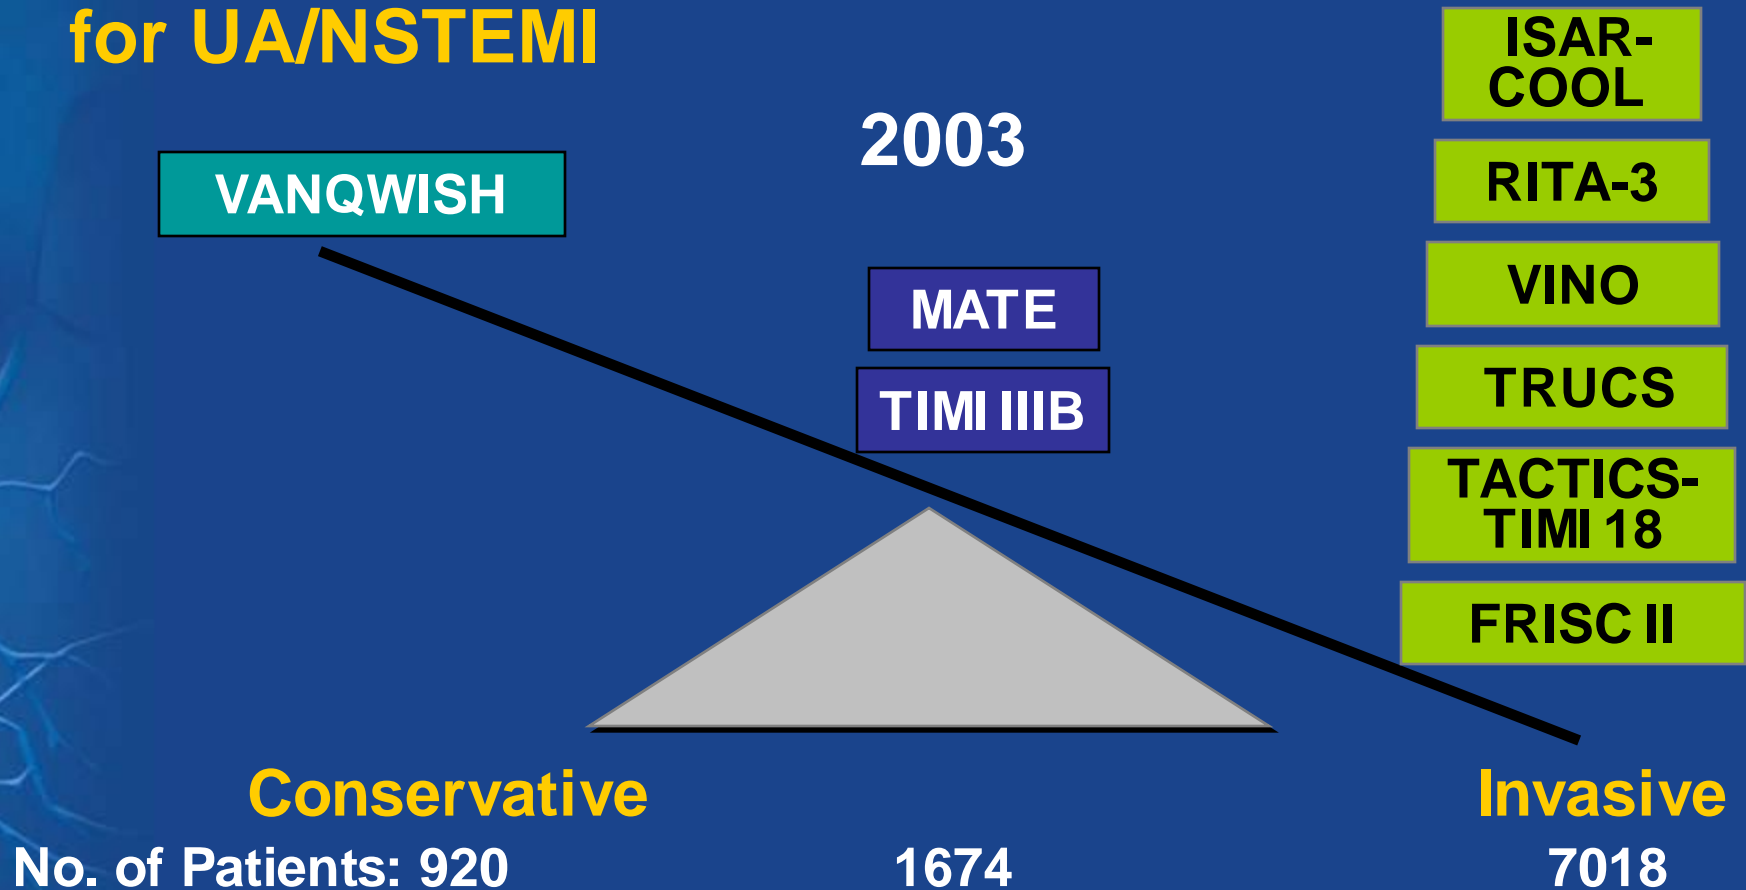 for UA/NSTEMI
2003
VANQWISH
MATE
TIMI IIIB
ISAR-
COOL
RITA-3
VINO
TRUCS
TACTICS-
TIMI 18
FRISC II
Conservative
Invasive
No. of Patients: 920
1674
7018